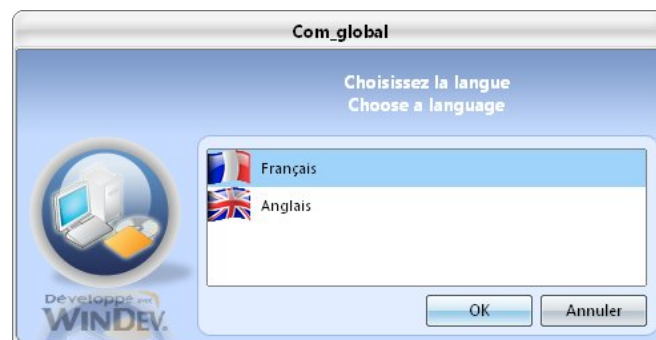 Com_global
Choisissez la langue
Choose a language
Français
Anglais
Développé avec
WINDEV.
OK
Annuler